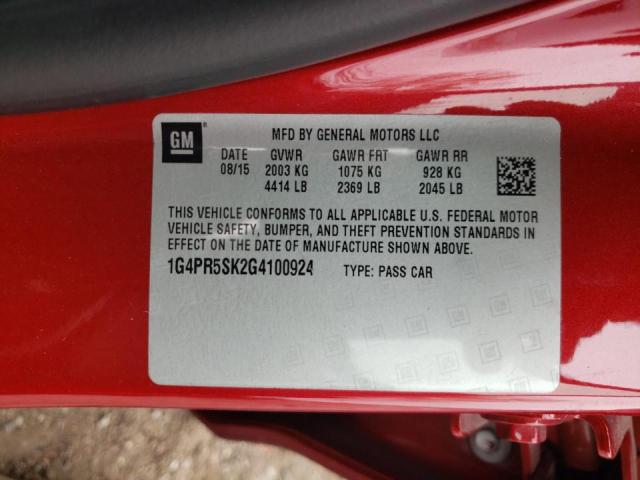 GM
MFD BY GENERAL MOTORS LLC
DATE GVWR GAWR FRT GAWR RR
08/15 2003 KG 1075 KG 928 KG
4414 LB 2369 LB 2045 LB
THIS VEHICLE CONFORMS TO ALL APPLICABLE U.S. FEDERAL MOTOR
VEHICLE SAFETY, BUMPER, AND THEFT PREVENTION STANDARDS IN
EFFECT ON THE DATE OF MANUFACTURE SHOWN ABOVE.
1G4PR5SK2G4100924 TYPE: PASS CAR